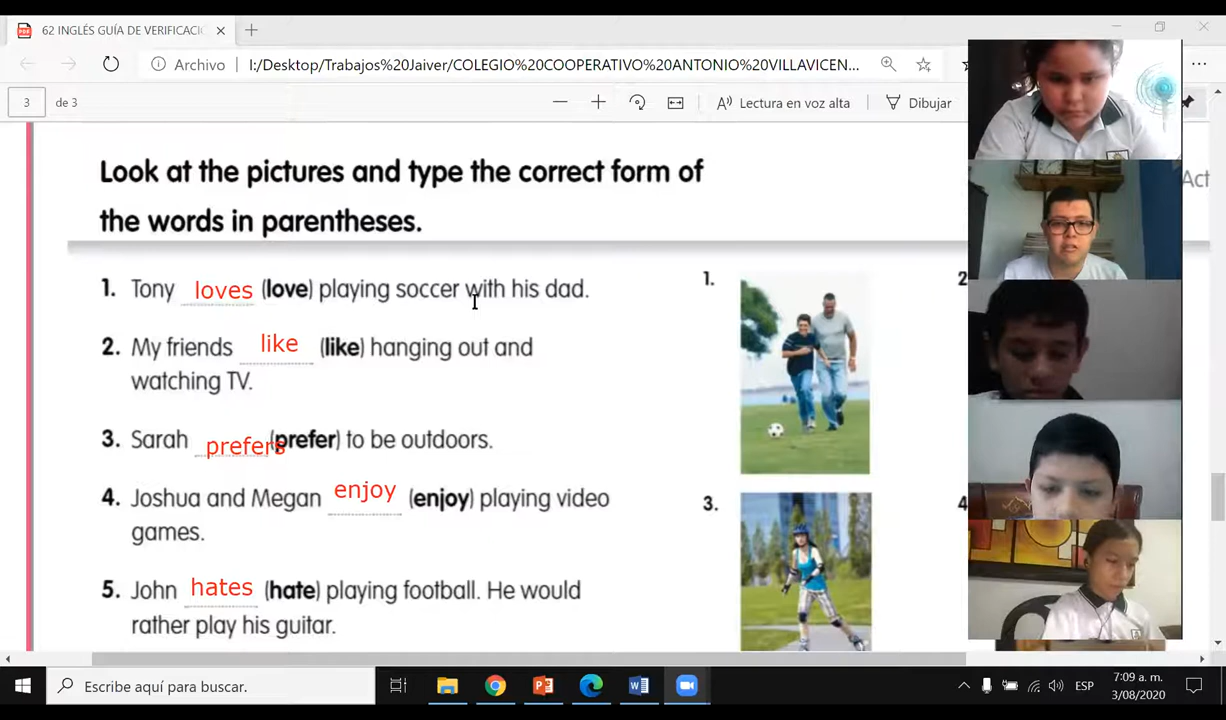 62 INGLÉS GUÍA DE VERIFICACI
Archivo
I:/Desktop/Trabajos%20Jaiver/COLEGIO%20COOPERATIVO%20ANTONIO%20VILLAVICEN...
3 de 3
Lectura en voz alta
Dibujar
Act
Look at the pictures and type the correct form of
the words in parentheses.
1. Tony loves (love) playing soccer with his dad.
2. My friends like (like) hanging out and
watching TV.
3. Sarah prefers (prefer) to be outdoors.
4. Joshua and Megan enjoy (enjoy) playing video
games.
5. John hates (hate) playing football. He would
rather play his guitar.
1.
2
3.
4
Escribe aquí para buscar.
ESP
7:09 a. m.
3/08/2020